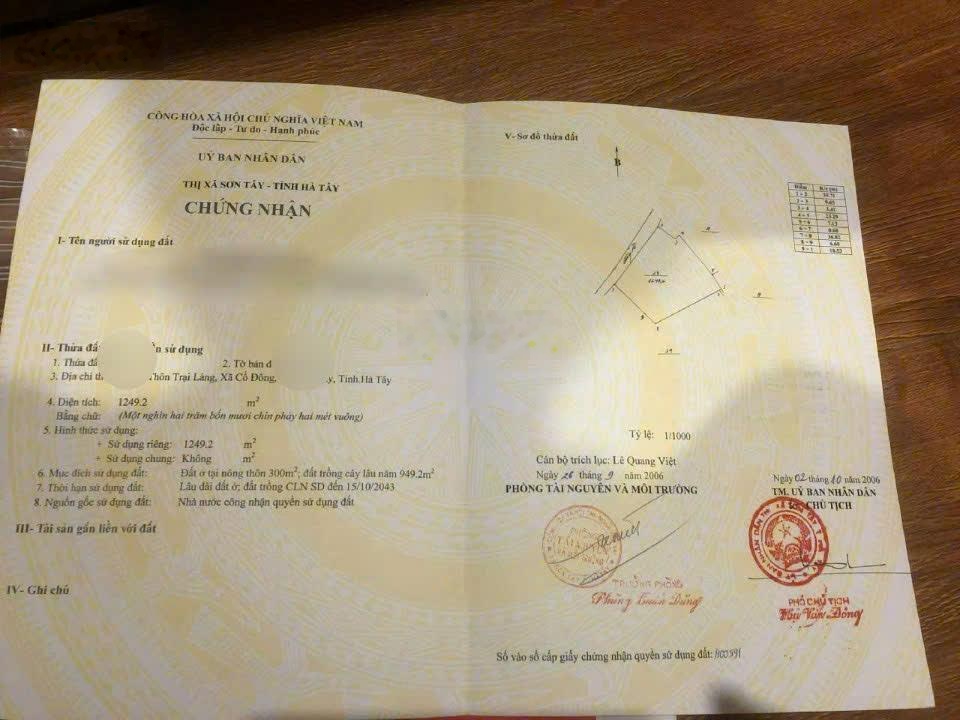 CỘNG HÒA XÃ HỘI CHỦ NGHĨA VIỆT NAM
Độc lập - Tự do - Hạnh phúc
UỶ BAN NHÂN DÂN
THỊ XÃ SƠN TÂY - TỈNH HÀ TÂY
CHỨNG NHẬN
I- Tên người sử dụng đất
II- Thửa đấ n sử dụng
1. Thửa đấ 2. Tờ bản đ
3. Địa chỉ th Thôn Trại Láng, Xã Cổ Đông, y, Tỉnh.Hà Tây
4. Diện tích: 1249.2 m²
Bằng chữ: (Một nghìn hai trăm bốn mươi chín phảy hai mét vuông)
5. Hình thức sử dụng:
+ Sử dụng riêng: 1249.2 m²
+ Sử dụng chung: Không m²
6. Mục đích sử dụng đất: Đất ở tại nông thôn 300m²; đất trồng cây lâu năm 949.2m²
7. Thời hạn sử dụng đất: Lâu dài đất ở; đất trồng CLN SD đến 15/10/2043
8. Nguồn gốc sử dụng đất: Nhà nước công nhận quyền sử dụng đất
III- Tài sản gắn liền với đất
IV- Ghi chú
V- Sơ đồ thửa đất
B
Tỷ lệ: 1/1000
Cán bộ trích lục: Lê Quang Việt
Ngày 26 tháng 9 năm 2006
PHÒNG TÀI NGUYÊN VÀ MÔI TRƯỜNG
TRƯỞNG PHÒNG
Phùng Xuân Dũng
Ngày 02 tháng 10 năm 2006
TM. UỶ BAN NHÂN DÂN
CHỦ TỊCH
PHÓ CHỦ TỊCH
Số vào sổ cấp giấy chứng nhận quyền sử dụng đất: